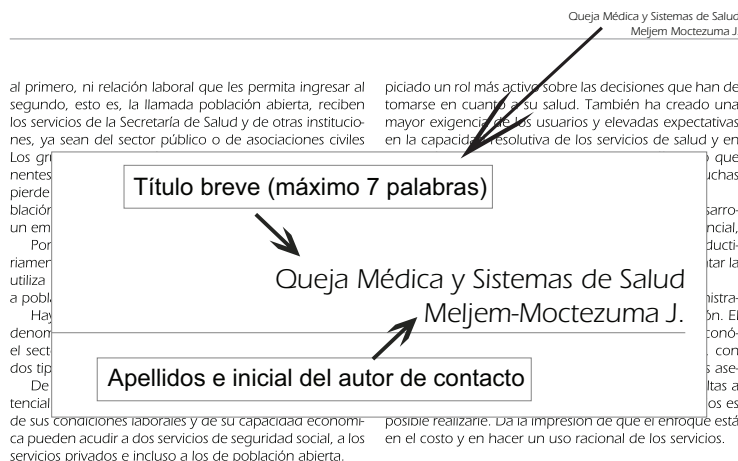 Queja Médica y Sistemas de Salud
Meljem Moctezuma J.
al primero, ni relación laboral que les permita ingresar al
segundo, esto es, la llamada población abierta, reciben
los servicios de la Secretaría de Salud y de otras institucio-
nes, ya sean del sector público o de asociaciones civiles
Los
nentes
pierde
blación
un em
Por
riamen
utiliza
a pobla
Hay
denom
el sect
dos tip
De
tencial
de sus condiciones laborales y de su capacidad económi-
ca pueden acudir a dos servicios de seguridad social, a los
servicios privados e incluso a los de población abierta.
piciado un rol más activo sobre las decisiones que han de
tomarse en cuanto a su salud. También ha creado una
mayor exigencia de los usuarios y elevadas expectativas
en la capacidad resolutiva de los servicios de salud y en
que
uchas
sarro-
ncial,
ducti-
tar la
nistra-
ón. El
conó-
, con
s ase-
ltas a
os es
posible realizarle. Da la impresión de que el enfoque está
en el costo y en hacer un uso racional de los servicios.
Título breve (máximo 7 palabras)
Queja Médica y Sistemas de Salud
Meljem-Moctezuma J.
Apellidos e inicial del autor de contacto